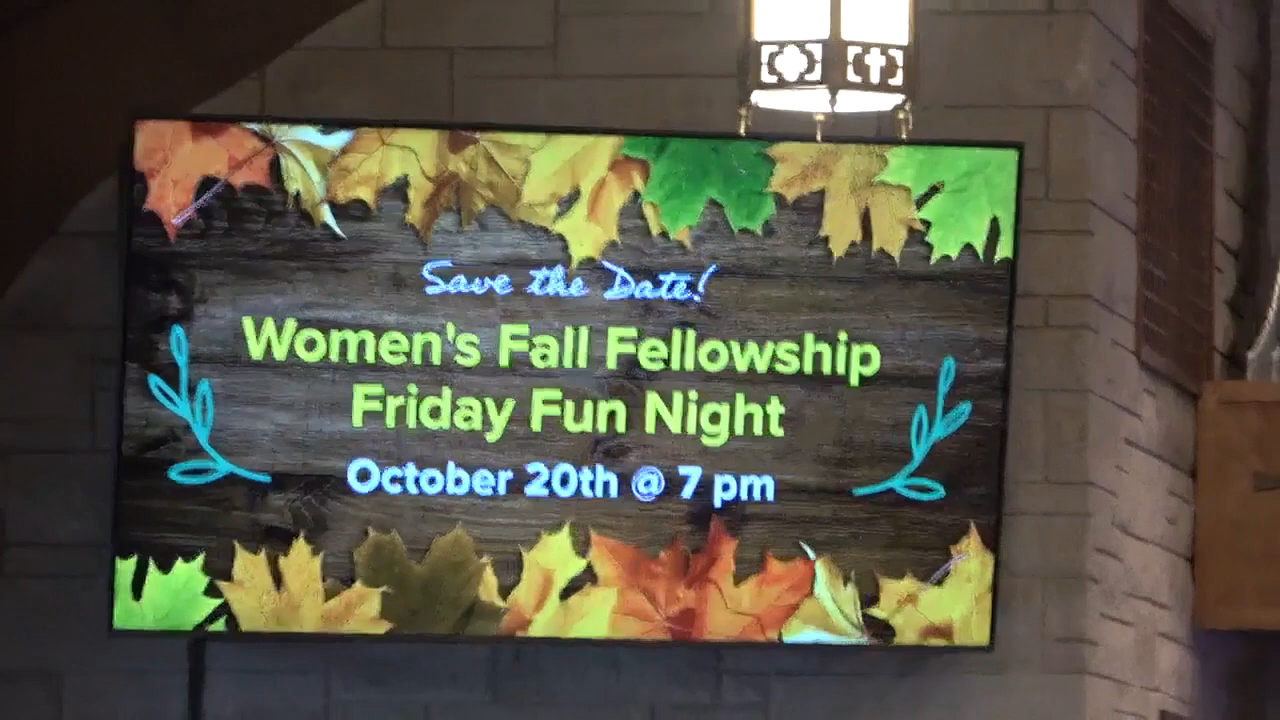 Save the Date!
Women's Fall Fellowship
Friday Fun Night
October 20th @ 7 pm